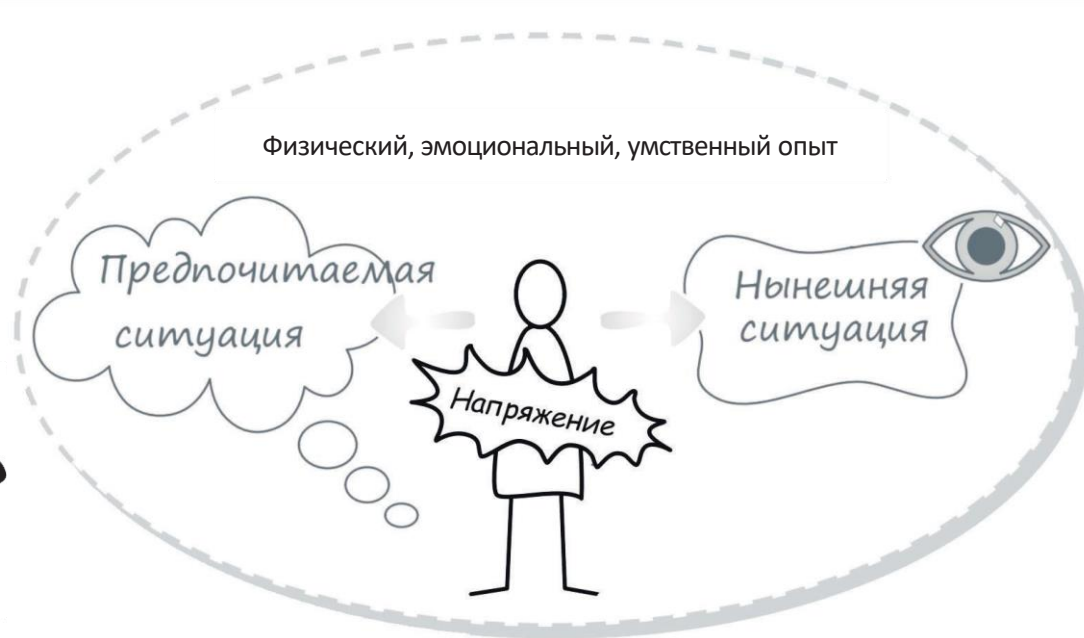 Физический, эмоциональный, умственный опыт
Предпочитаемая
ситуация
Нынешняя
ситуация
Напряжение